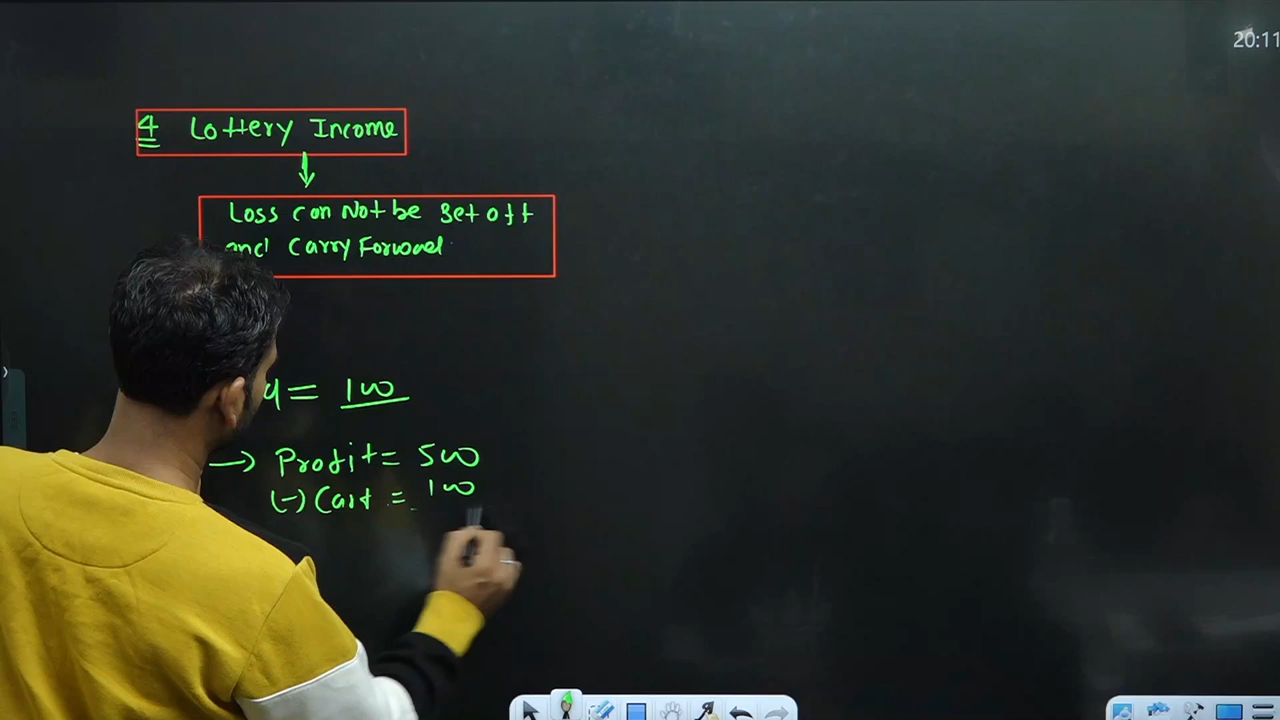 20:11
4 Lottery Income
Loss can Not be Set off
and Carry Forward
= 100
→ Profit = 500
(-) Cost = 100